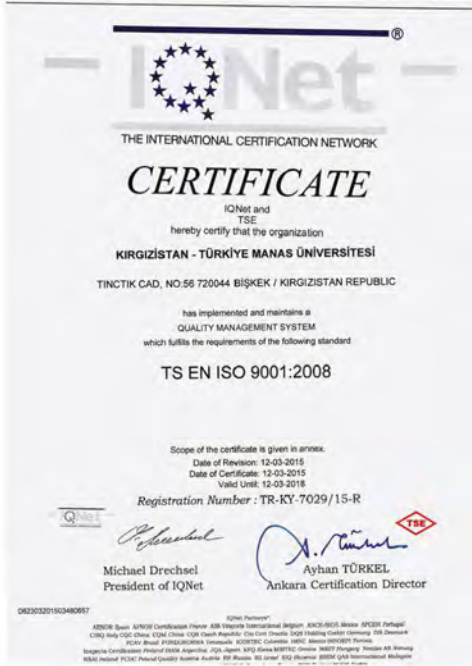 ®
IQNet
THE INTERNATIONAL CERTIFICATION NETWORK
CERTIFICATE
IQNet and
TSE
hereby certify that the organization
KIRGIZİSTAN - TÜRKİYE MANAS ÜNİVERSİTESİ
TINCTIK CAD, NO:56 720044 BİŞKEK / KIRGIZISTAN REPUBLIC
has implemented and maintains a
QUALITY MANAGEMENT SYSTEM
which fulfills the requirements of the following standard
TS EN ISO 9001:2008
Scope of the certificate is given in annex.
Date of Revision: 12-03-2015
Date of Certificate: 12-03-2015
Valid Until: 12-03-2018
Registration Number : TR-KY-7029/15-R
IQNet
TSE
Michael Drechsel
President of IQNet
Ayhan TÜRKEL
Ankara Certification Director
IQNet Partners*: